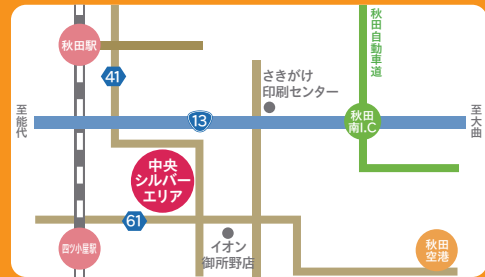 秋田駅
41
秋田自動車道
さきがけ
印刷センター
至能代
13
秋田
南I.C
至大曲
中央
シルバー
エリア
61
四ツ小屋駅
イオン
御所野店
秋田
空港